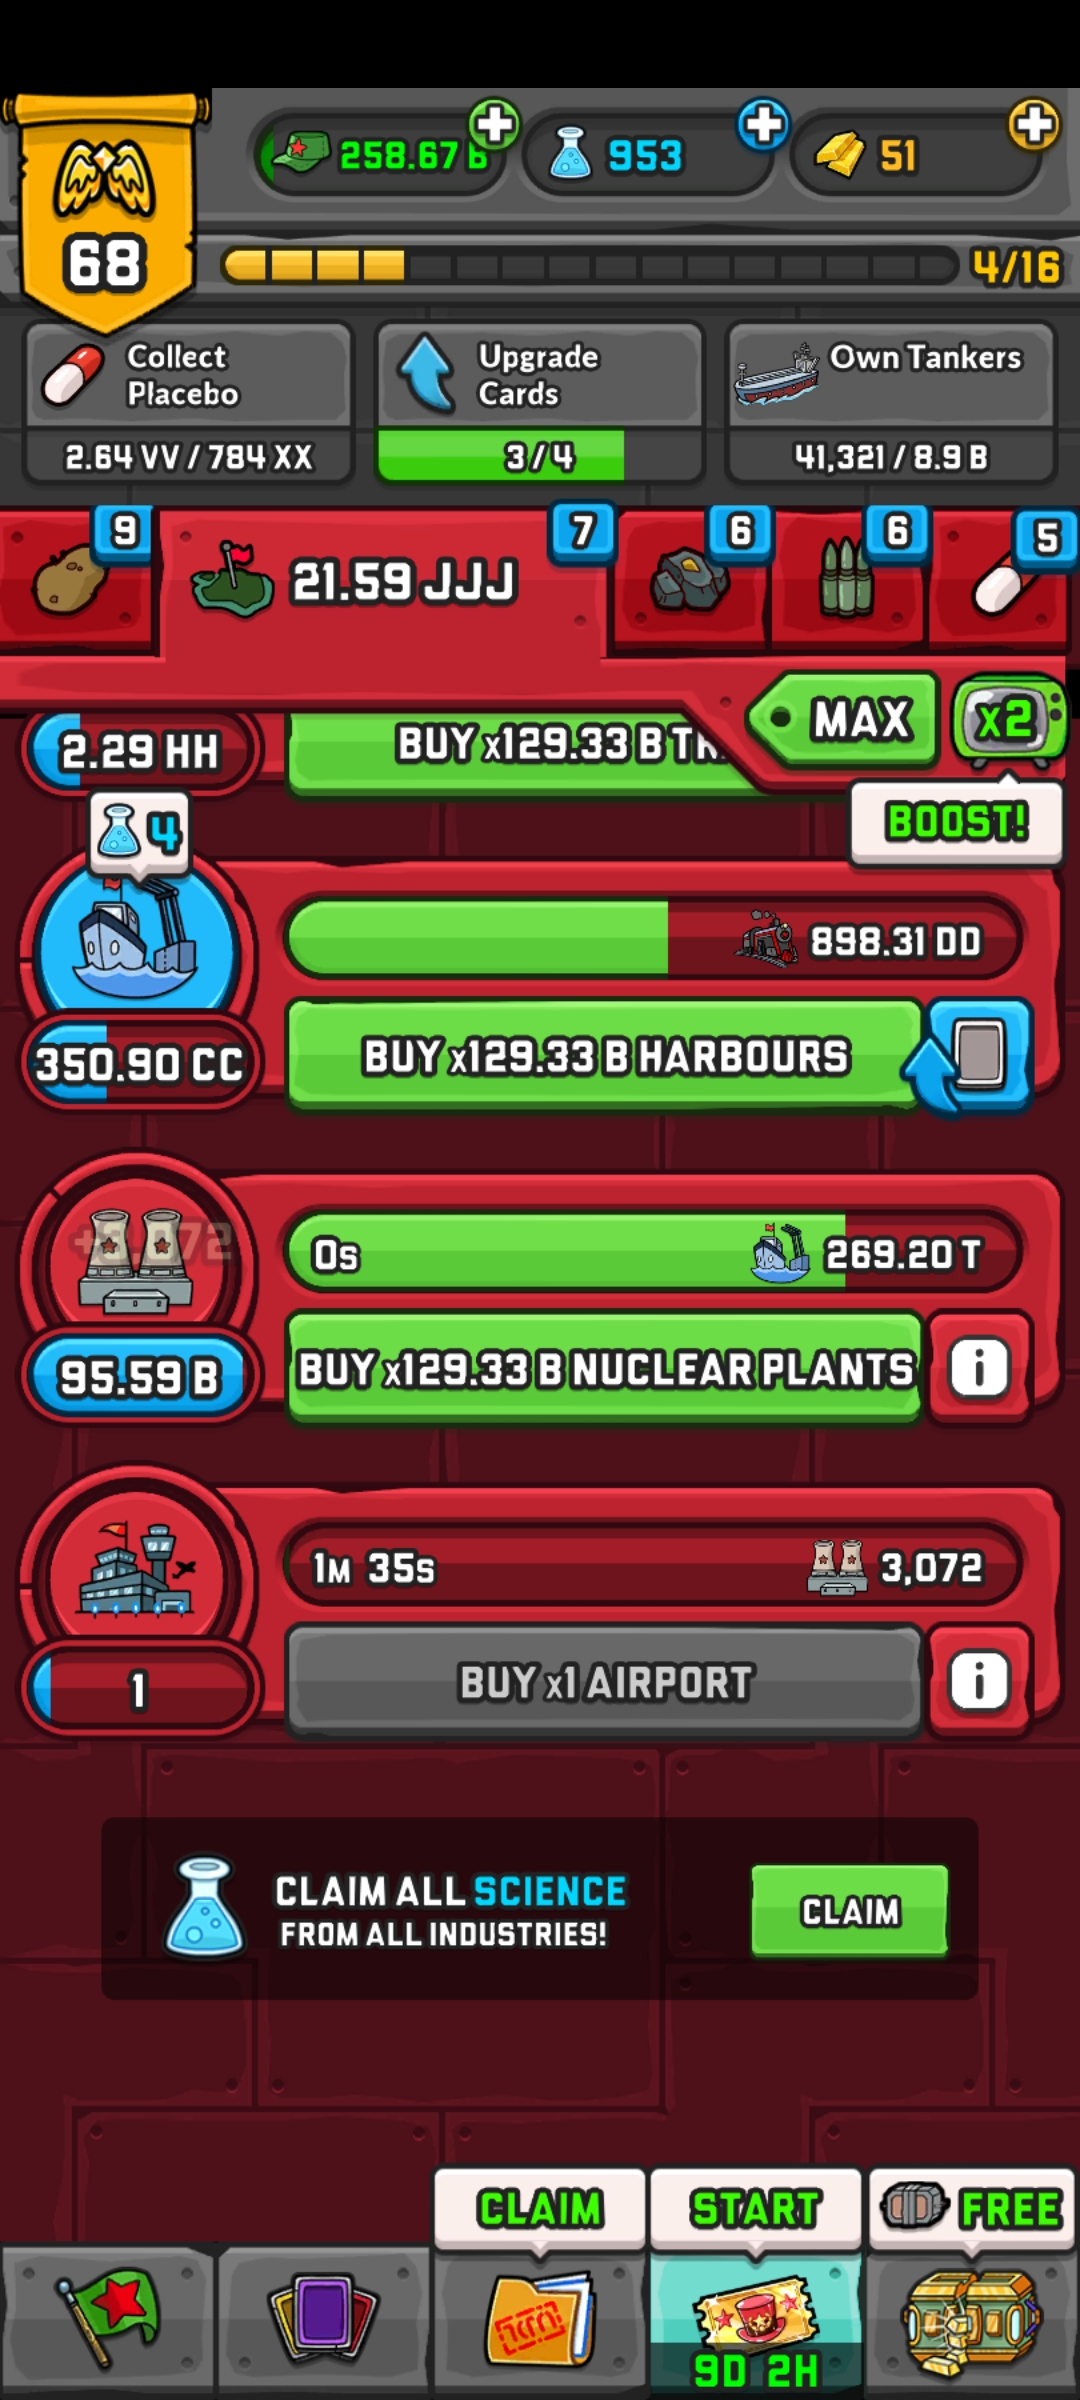 258.67 B
953
51
68
4/16
Collect
Placebo
2.64 VV / 784 XX
Upgrade
Cards
3 / 4
Own Tankers
41,321 / 8.9 B
9
21.59 JJJ
7
6
6
5
MAX
x2
BOOST!
2.29 HH
BUY x129.33 B TR
4
898.31 DD
350.90 CC
BUY x129.33 B HARBOURS
+3,072
0s
269.20 T
95.59 B
BUY x129.33 B NUCLEAR PLANTS
i
1M 35s
3,072
1
BUY x1 AIRPORT
i
CLAIM ALL SCIENCE
FROM ALL INDUSTRIES!
CLAIM
CLAIM
START
FREE
9D 2H